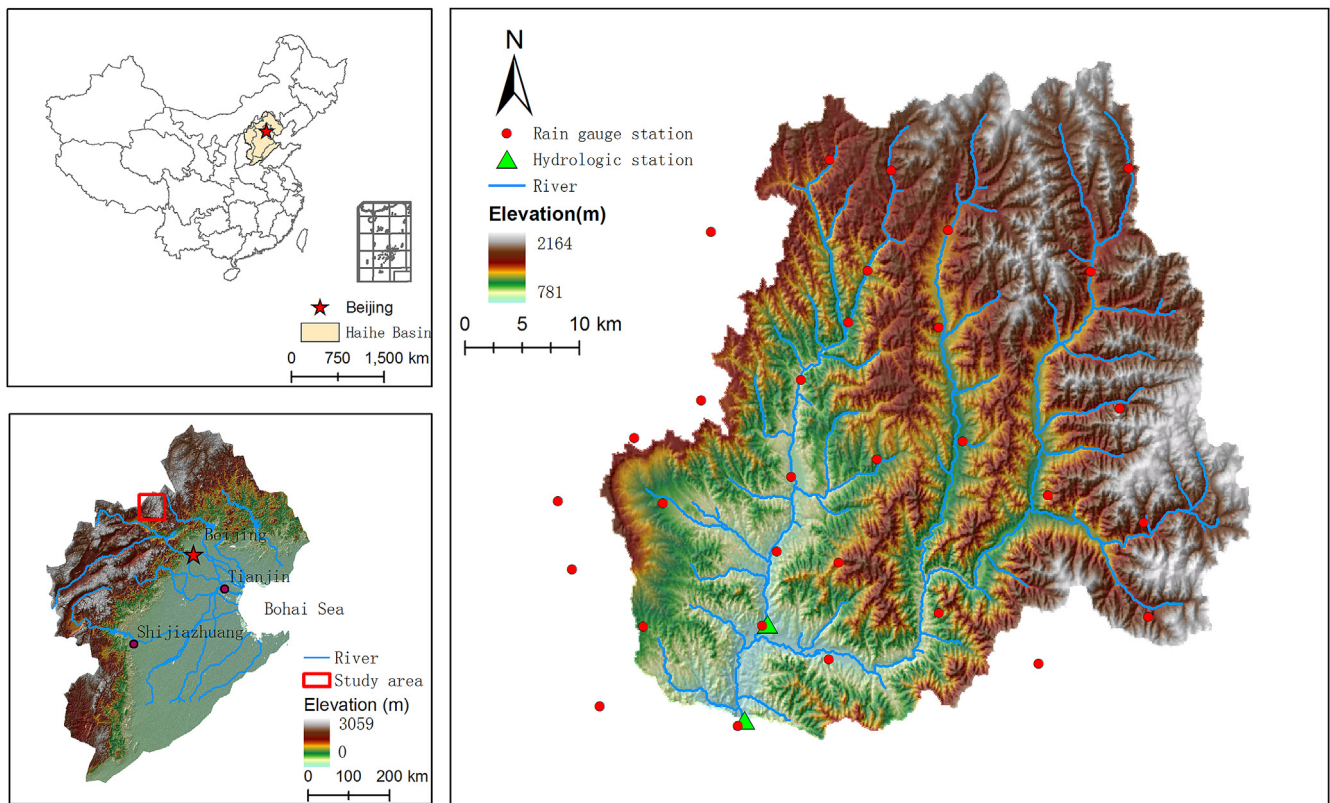 Beijing
Haihe Basin
0 750 1,500 km
Beijing
Tianjin
Bohai Sea
Shijiazhuang
River
Study area
Elevation (m)
3059
0
0 100 200 km
N
Rain gauge station
Hydrologic station
River
Elevation(m)
2164
781
0 5 10 km